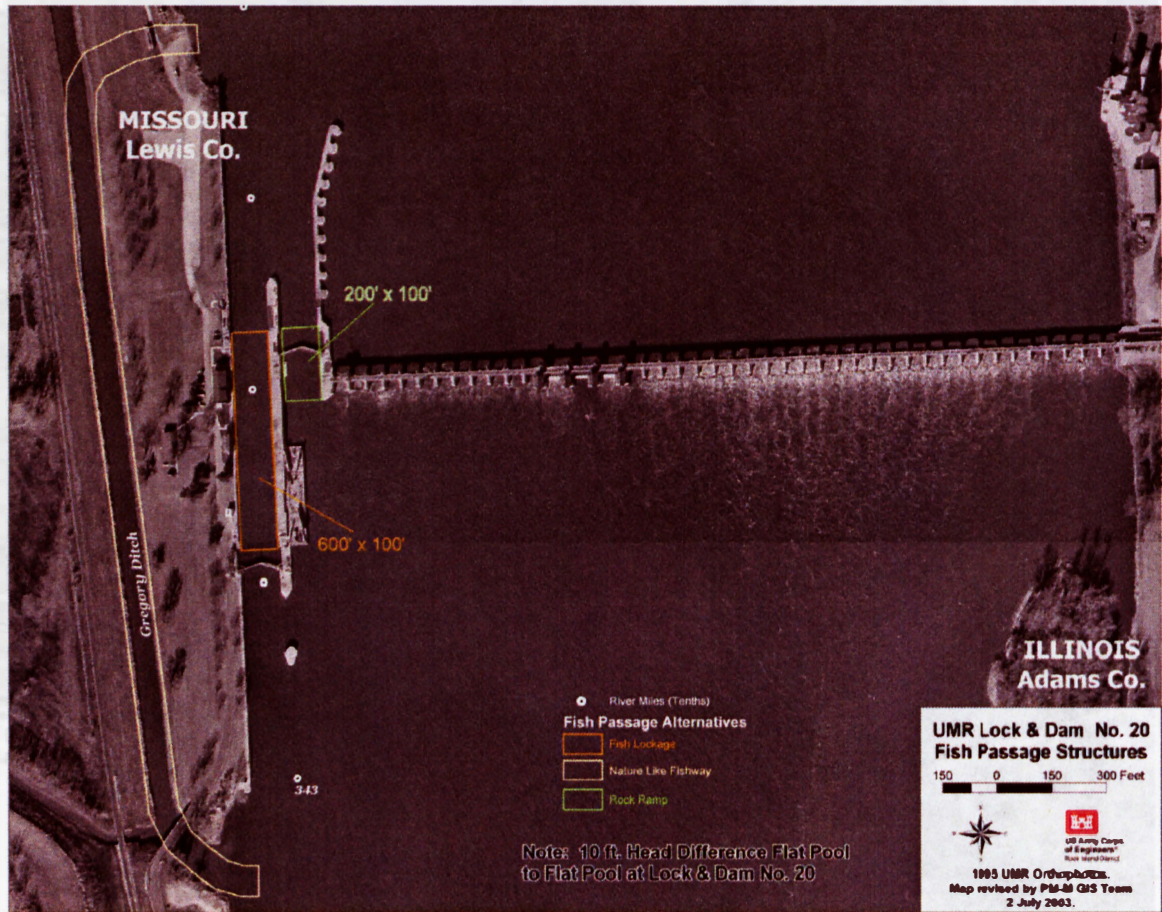 MISSOURI
Lewis Co.
200' x 100'
600' x 100'
Gregory Ditch
343
ILLINOIS
Adams Co.
River Miles (Tenths)
Fish Passage Alternatives
Fish Lockage
Nature Like Fishway
Rock Ramp
Note: 10 ft. Head Difference Flat Pool
to Flat Pool at Lock & Dam No. 20
UMR Lock & Dam No. 20
Fish Passage Structures
150 0 150 300 Feet
US Army Corps
of Engineers®
Rock Island District
1995 UMR Orthophotos.
Map revised by PM-M GIS Team
2 July 2003.